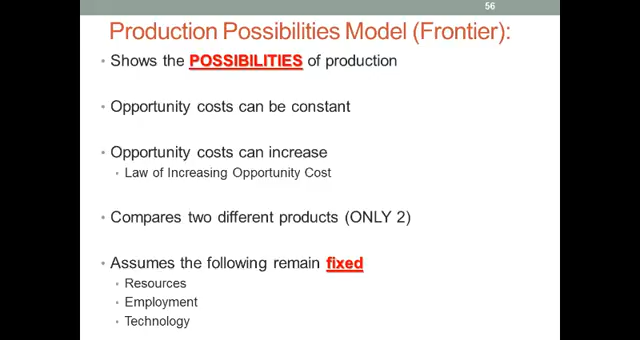 56
Production Possibilities Model (Frontier):
• Shows the POSSIBILITIES of production
• Opportunity costs can be constant
• Opportunity costs can increase
• Law of Increasing Opportunity Cost
• Compares two different products (ONLY 2)
• Assumes the following remain fixed
• Resources
• Employment
• Technology